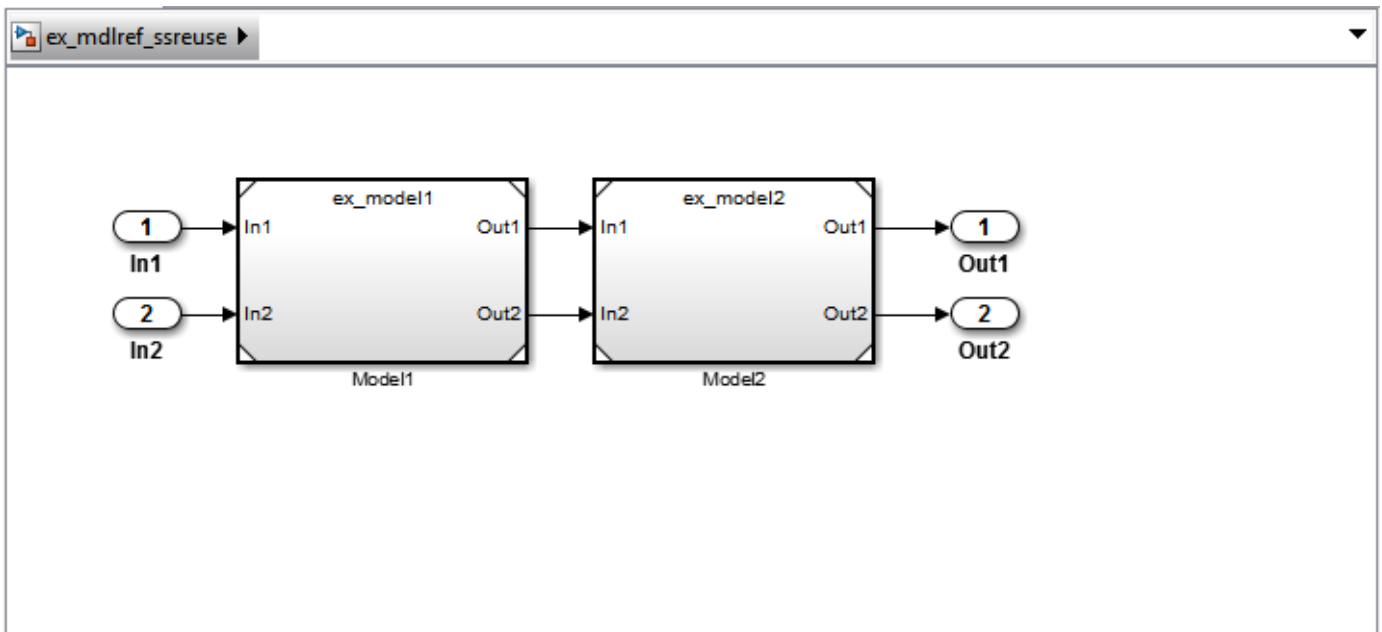 ex_mdlref_ssreuse
ex_model1
ex_model2
1 In1 Out1 In1 Out1 1
In1 Out1
2 In2 Out2 In2 Out2 2
In2 Out2
Model1 Model2